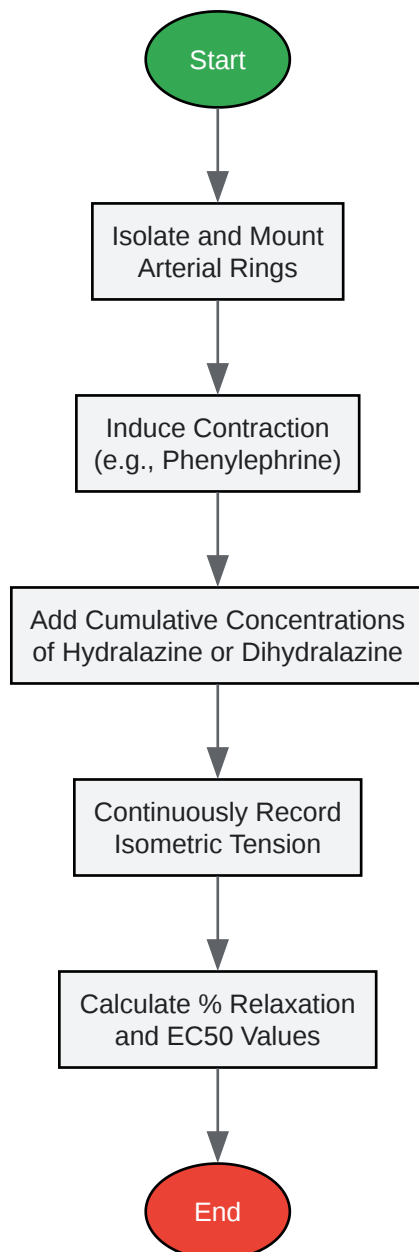 Start
Isolate and Mount
Arterial Rings
Induce Contraction
(e.g., Phenylephrine)
Add Cumulative Concentrations
of Hydralazine or Dihydralazine
Continuously Record
Isometric Tension
Calculate % Relaxation
and EC50 Values
End